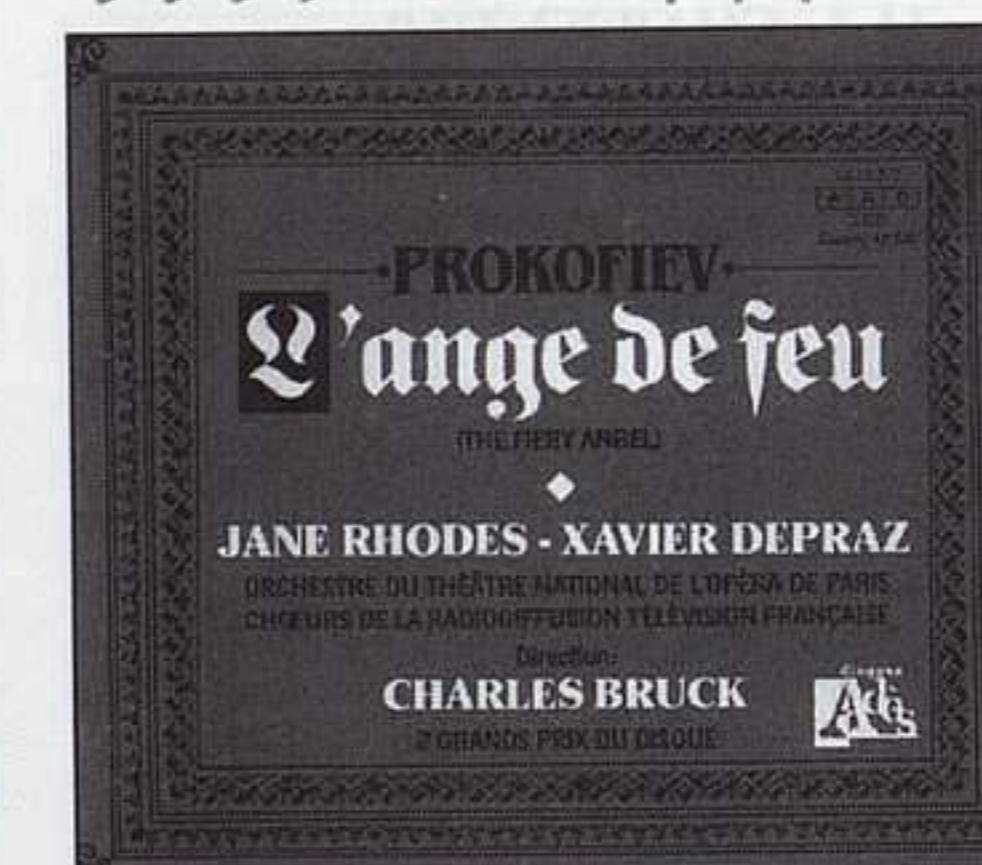 PROKOFIEV
L'ange de feu
(THE FIERY ANGEL)
JANE RHODES - XAVIER DEPRAZ
ORCHESTRE DU THÉÂTRE NATIONAL DE L'OPÉRA DE PARIS
CHŒURS DE LA RADIODIFFUSION TÉLÉVISION FRANÇAISE
Direction:
CHARLES BRUCK
disques
Adès
2 GRANDS PRIX DU DISQUE